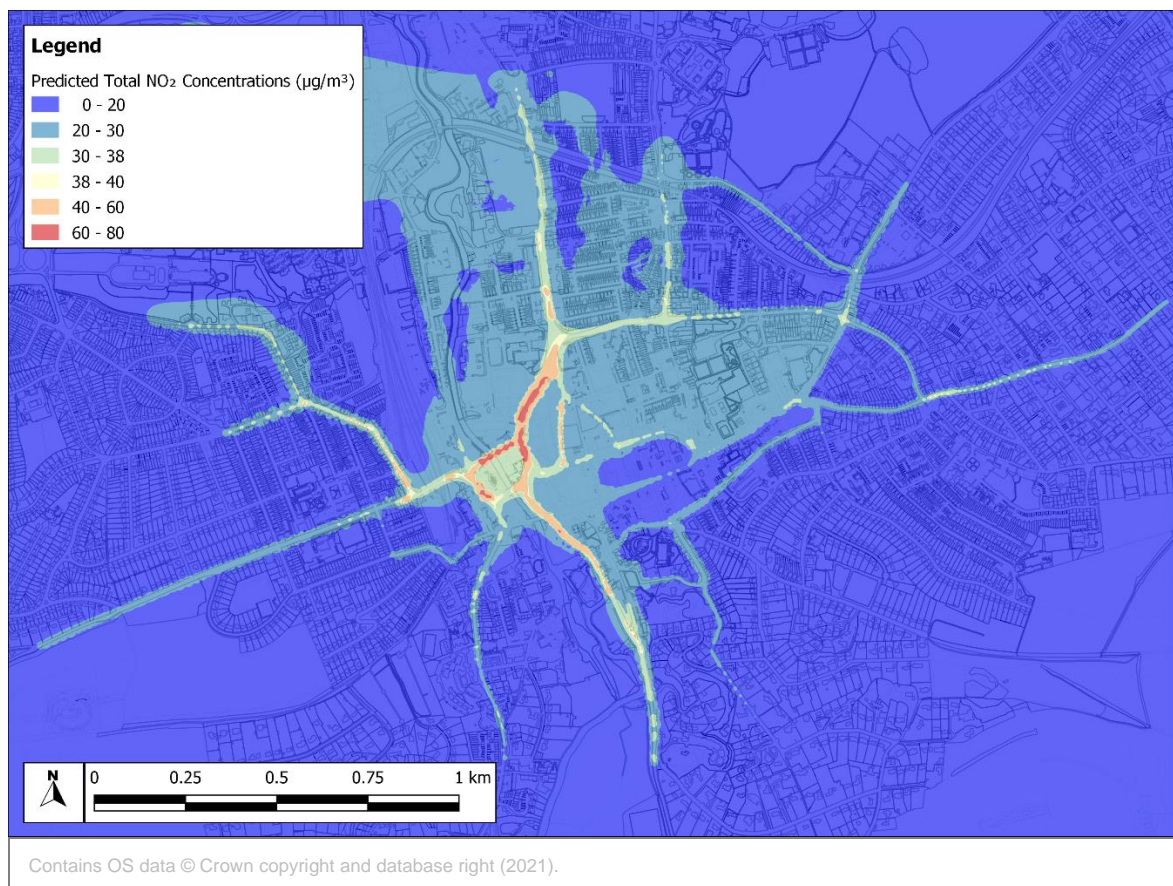 Legend
Predicted Total NO₂ Concentrations (µg/m³)
0 - 20
20 - 30
30 - 38
38 - 40
40 - 60
60 - 80
N
0 0.25 0.5 0.75 1 km
Contains OS data © Crown copyright and database right (2021).